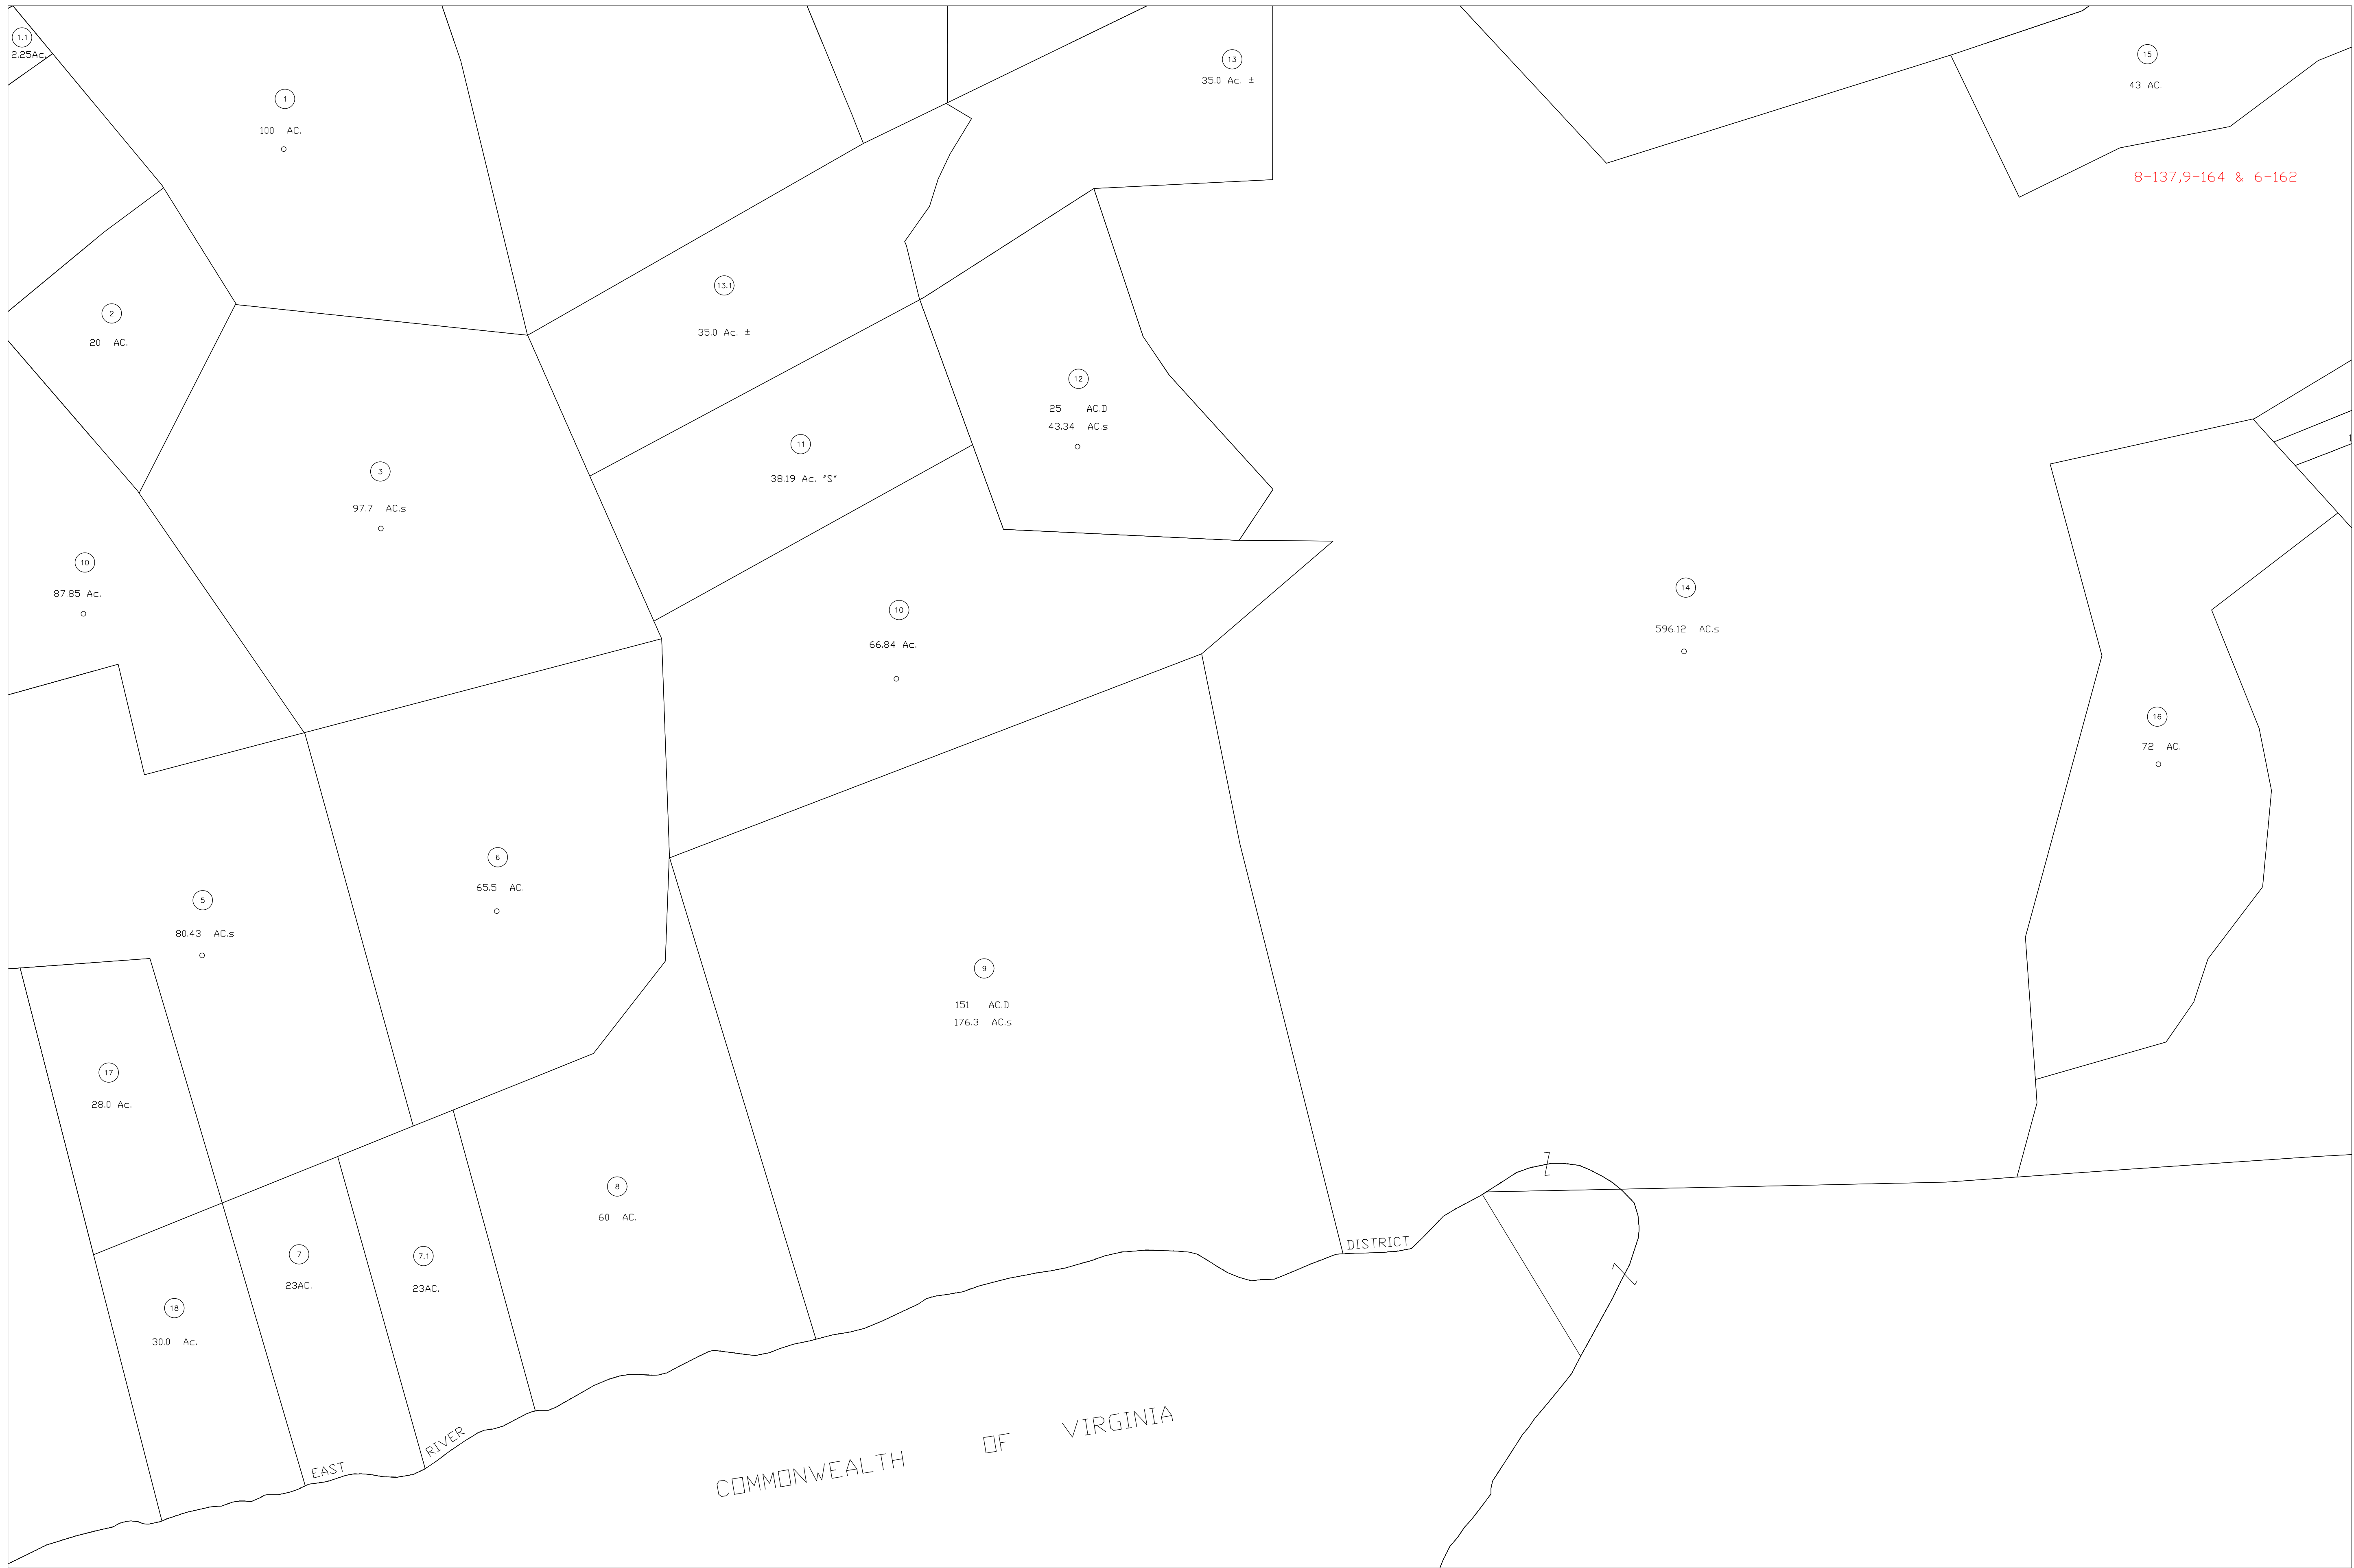 1.1
2.25Ac.
1
100 AC.
13
35.0 Ac. ±
15
43 AC.
8-137,9-164 & 6-162
2
20 AC.
13.1
35.0 Ac. ±
12
25 AC.D
43.34 AC.s
11
38.19 Ac. "S"
3
97.7 AC.s
10
87.85 Ac.
10
66.84 Ac.
14
596.12 AC.s
16
72 AC.
6
65.5 AC.
5
80.43 AC.s
9
151 AC.D
176.3 AC.s
17
28.0 Ac.
8
60 AC.
7
23AC.
7.1
23AC.
18
30.0 Ac.
EAST RIVER DISTRICT
COMMONWEALTH OF VIRGINIA